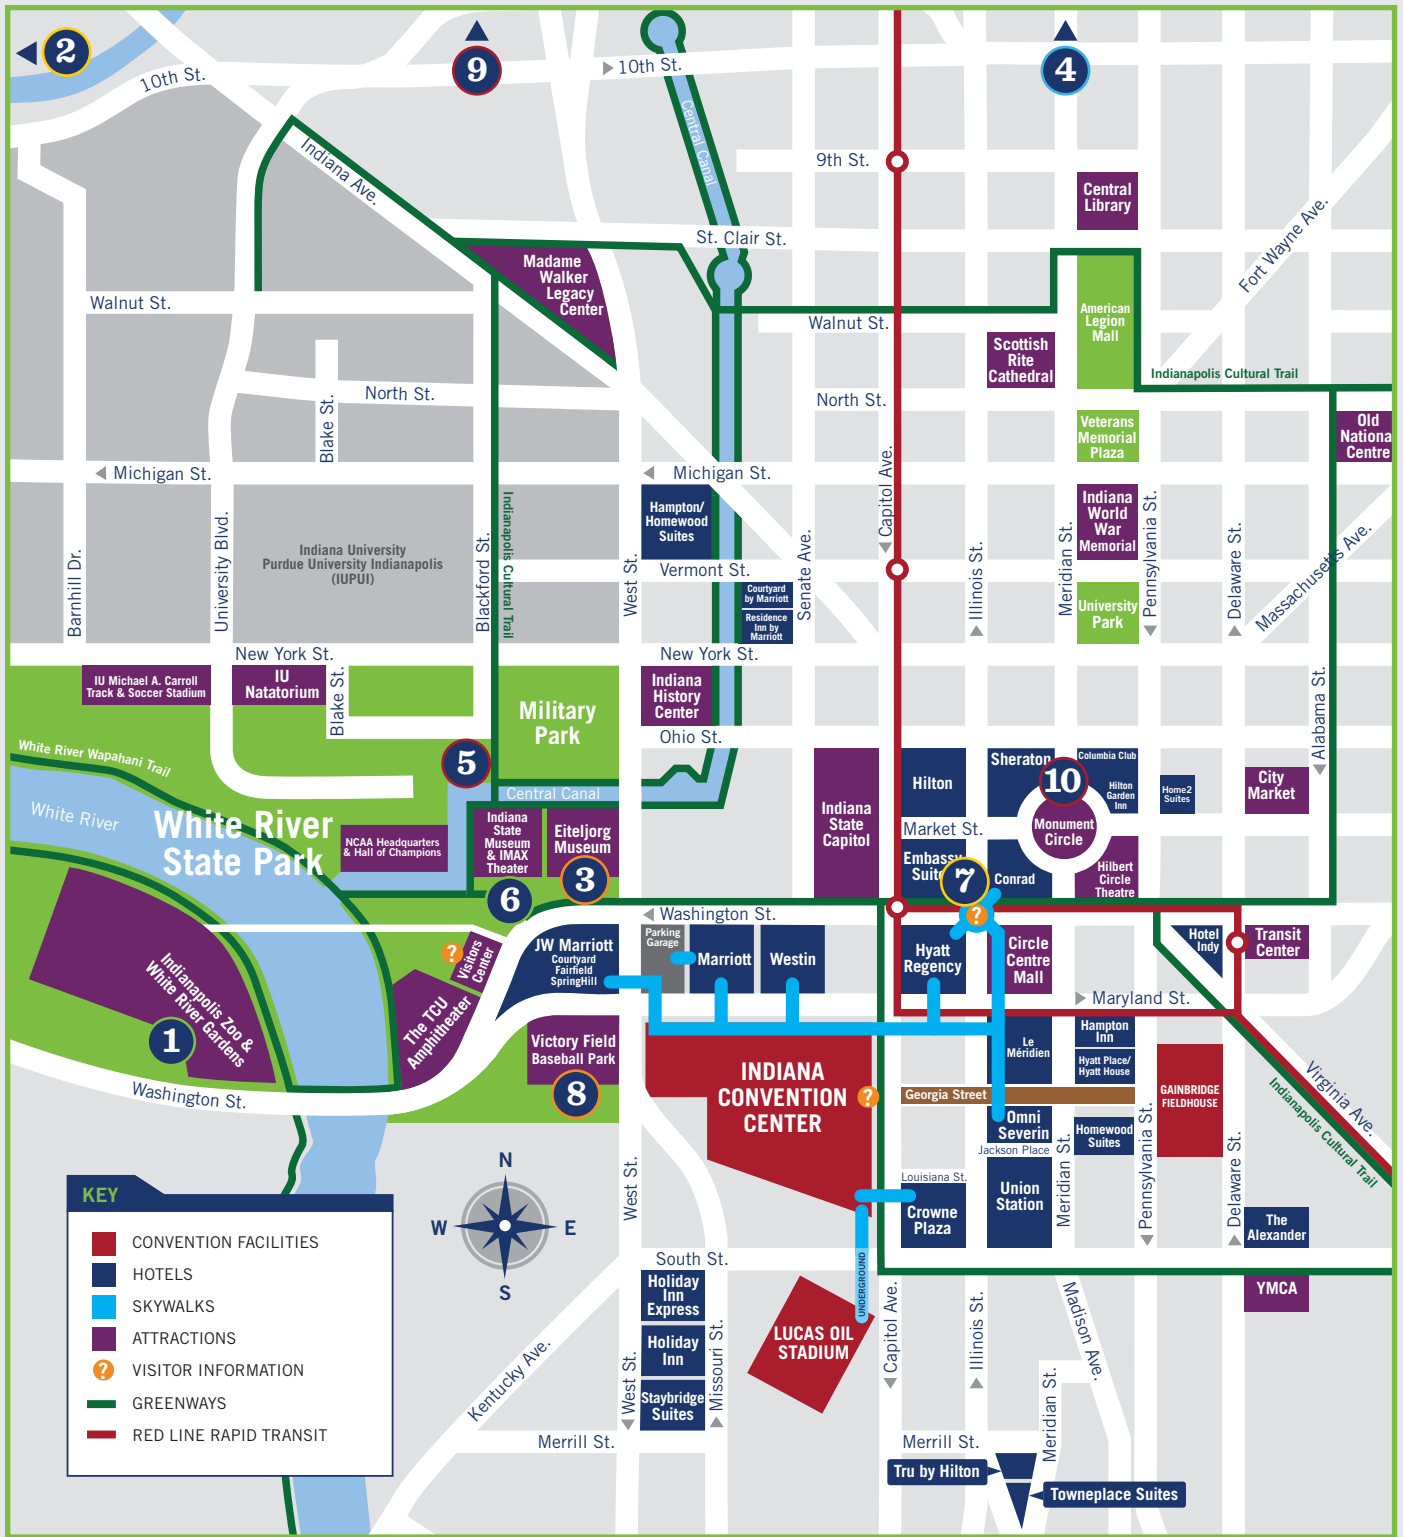 2
9
4
10th St.
10th St.
Central Canal
9th St.
Indiana Ave.
Central
Library
Fort Wayne Ave.
St. Clair St.
Madame
Walker
Legacy
Center
Walnut St.
Walnut St.
American
Legion
Mall
Scottish
Rite
Cathedral
Indianapolis Cultural Trail
North St.
North St.
Blake St.
Veterans
Memorial
Plaza
Old
Nationa
Centre
Michigan St.
Michigan St.
Capitol Ave.
Hampton/
Homewood
Suites
Indiana
World
War
Memorial
Indianapolis Cultural Trail
Indiana University
Purdue University Indianapolis
(IUPUI)
Barnhill Dr.
University Blvd.
Blackford St.
West St.
Vermont St.
Senate Ave.
Illinois St.
Meridian St.
Pennsylvania St.
Delaware St.
Massachusetts Ave.
Courtyard
by Marriott
Residence
Inn by
Marriott
University
Park
New York St.
New York St.
IU Michael A. Carroll
Track & Soccer Stadium
IU
Natatorium
Blake St.
Indiana
History
Center
Military
Park
Ohio St.
Alabama St.
White River Wapahani Trail
5
Central Canal
Indiana
State
Capitol
Hilton
Sheraton
10
Columbia Club
Hilton
Garden
Inn
Home2
Suites
City
Market
White River
White River
State Park
NCAA Headquarters
& Hall of Champions
Indiana
State
Museum
& IMAX
Theater
Eiteljorg
Museum
Market St.
Monument
Circle
Embassy
Suites
7
Conrad
Hilbert
Circle
Theatre
3
6
Washington St.
?
?
Visitors
Center
JW Marriott
Courtyard
Fairfield
SpringHill
Parking
Garage
Marriott
Westin
Hyatt
Regency
Circle
Centre
Mall
Hotel
Indy
Transit
Center
Indianapolis Zoo &
White River Gardens
1
The TCU
Amphitheater
Maryland St.
Victory Field
Baseball Park
8
Le
Méridien
Hampton
Inn
Hyatt Place/
Hyatt House
INDIANA
CONVENTION
CENTER
?
Georgia Street
GAINBRIDGE
FIELDHOUSE
Virginia Ave.
Indianapolis Cultural Trail
Washington St.
Omni
Severin
Homewood
Suites
Jackson Place
Louisiana St.
West St.
Meridian St.
Pennsylvania St.
Delaware St.
Union
Station
Crowne
Plaza
The
Alexander
N
W
E
S
KEY
CONVENTION FACILITIES
HOTELS
SKYWALKS
ATTRACTIONS
? VISITOR INFORMATION
GREENWAYS
RED LINE RAPID TRANSIT
South St.
UNDERGROUND
YMCA
Holiday
Inn
Express
Holiday
Inn
Staybridge
Suites
LUCAS OIL
STADIUM
Kentucky Ave.
West St.
Missouri St.
Capitol Ave.
Illinois St.
Madison Ave.
Meridian St.
Merrill St.
Merrill St.
Tru by Hilton
Towneplace Suites